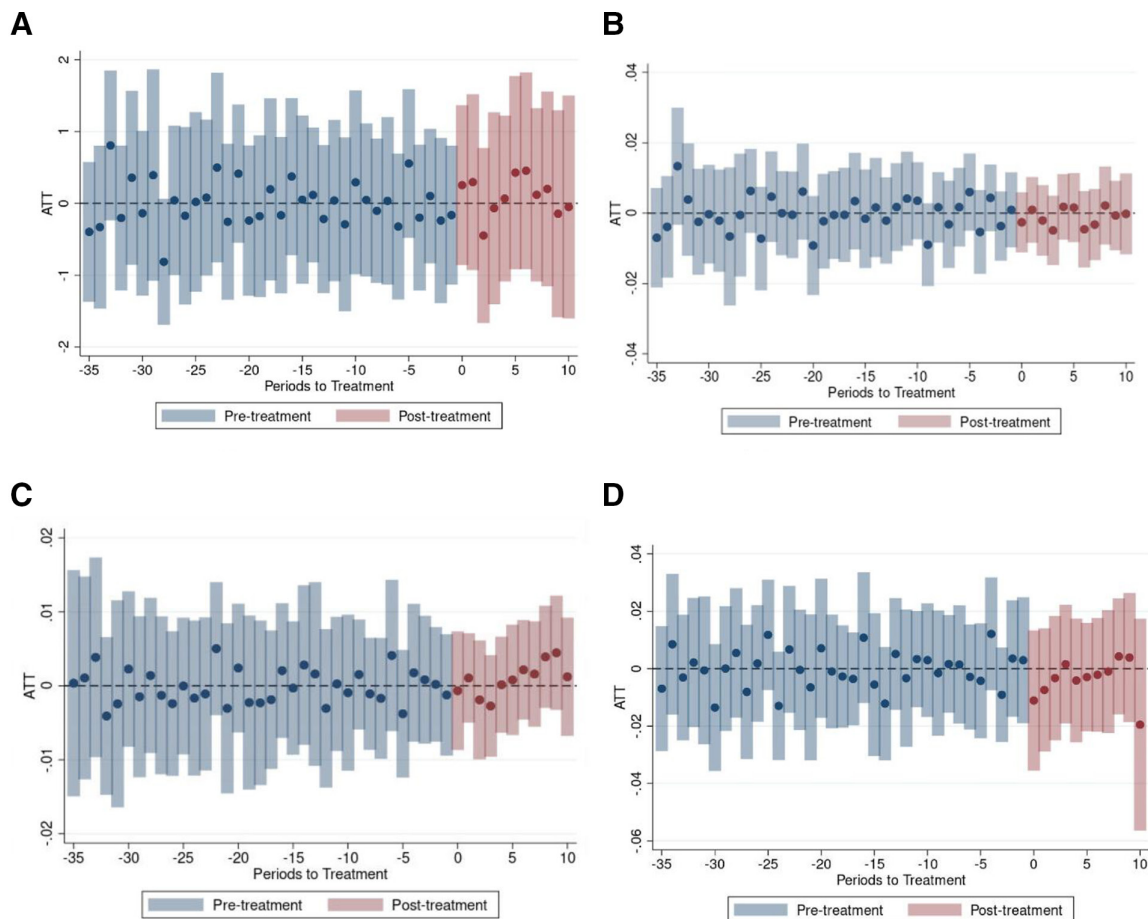 A
2
1
0
-1
-2
ATT
-35 -30 -25 -20 -15 -10 -5 0 5 10
Periods to Treatment
Pre-treatment Post-treatment
B
.04
.02
0
-.02
-.04
ATT
-35 -30 -25 -20 -15 -10 -5 0 5 10
Periods to Treatment
Pre-treatment Post-treatment
C
.02
.01
0
-.01
-.02
ATT
-35 -30 -25 -20 -15 -10 -5 0 5 10
Periods to Treatment
Pre-treatment Post-treatment
D
.04
.02
0
-.02
-.04
-.06
ATT
-35 -30 -25 -20 -15 -10 -5 0 5 10
Periods to Treatment
Pre-treatment Post-treatment